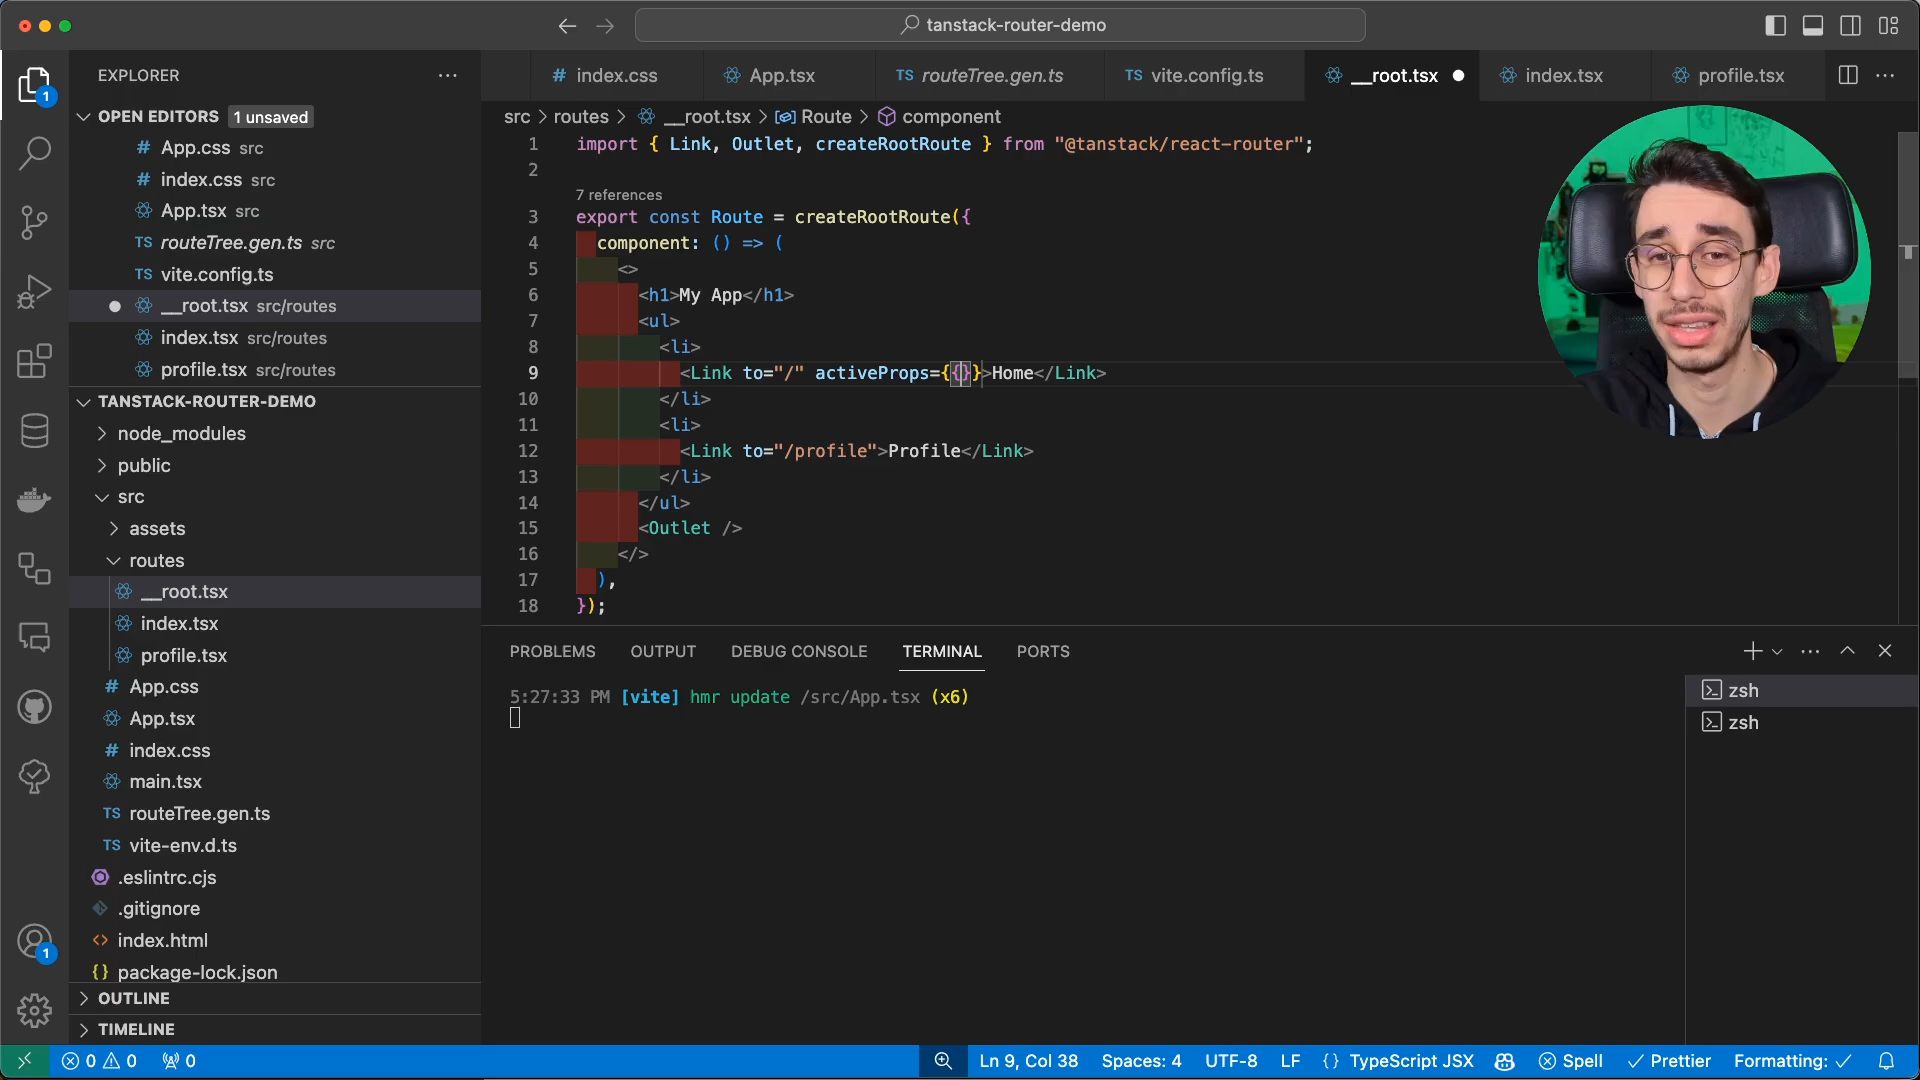 tanstack-router-demo
EXPLORER
1
OPEN EDITORS 1 unsaved
# App.css src
# index.css src
App.tsx src
TS routeTree.gen.ts src
TS vite.config.ts
__root.tsx src/routes
index.tsx src/routes
profile.tsx src/routes
TANSTACK-ROUTER-DEMO
node_modules
public
src
assets
routes
__root.tsx
index.tsx
profile.tsx
# App.css
App.tsx
# index.css
main.tsx
TS routeTree.gen.ts
TS vite-env.d.ts
.eslintrc.cjs
.gitignore
<> index.html
{} package-lock.json
OUTLINE
TIMELINE
1
# index.css
App.tsx
TS routeTree.gen.ts
TS vite.config.ts
__root.tsx
index.tsx
profile.tsx
src > routes > __root.tsx > Route > component
1 import { Link, Outlet, createRootRoute } from "@tanstack/react-router";
2
7 references
3 export const Route = createRootRoute({
4 component: () => (
5 <>
6 <h1>My App</h1>
7 <ul>
8 <li>
9 <Link to="/" activeProps={{}}>Home</Link>
10 </li>
11 <li>
12 <Link to="/profile">Profile</Link>
13 </li>
14 </ul>
15 <Outlet />
16 </>
17 ),
18 });
PROBLEMS OUTPUT DEBUG CONSOLE TERMINAL PORTS
5:27:33 PM [vite] hmr update /src/App.tsx (x6)
zsh
zsh
0 0 0
Ln 9, Col 38 Spaces: 4 UTF-8 LF {} TypeScript JSX Spell Prettier Formatting: